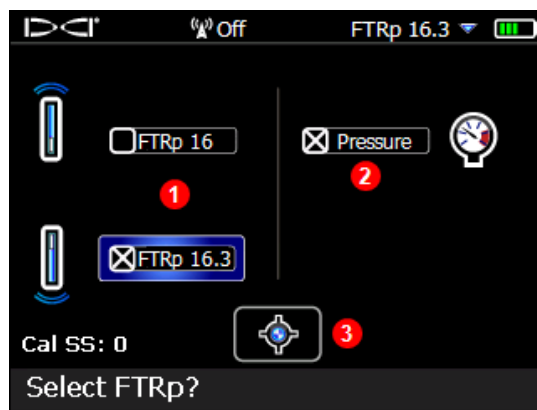 DCI Off FTRp 16.3
FTRp 16 Pressure
1 2
FTRp 16.3
Cal SS: 0 3
Select FTRp?